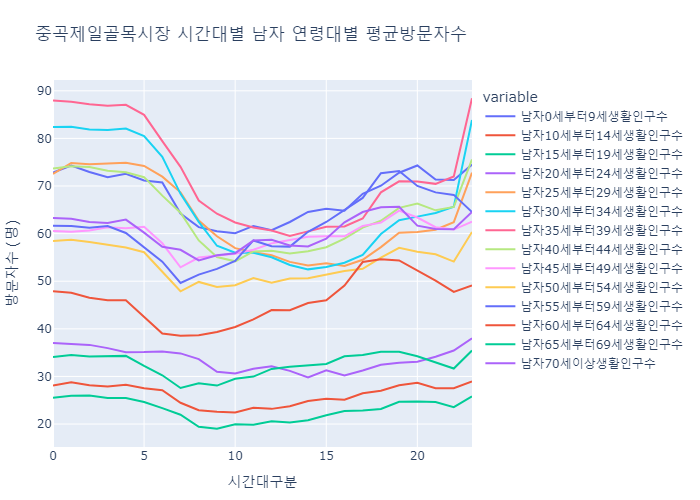 중곡제일골목시장 시간대별 남자 연령대별 평균방문자수
variable
남자0세부터9세생활인구수
남자10세부터14세생활인구수
남자15세부터19세생활인구수
남자20세부터24세생활인구수
남자25세부터29세생활인구수
남자30세부터34세생활인구수
남자35세부터39세생활인구수
남자40세부터44세생활인구수
남자45세부터49세생활인구수
남자50세부터54세생활인구수
남자55세부터59세생활인구수
남자60세부터64세생활인구수
남자65세부터69세생활인구수
남자70세이상생활인구수
방문자수 ( 명)
90
80
70
60
50
40
30
20
0 5 10 15 20
시간대구분